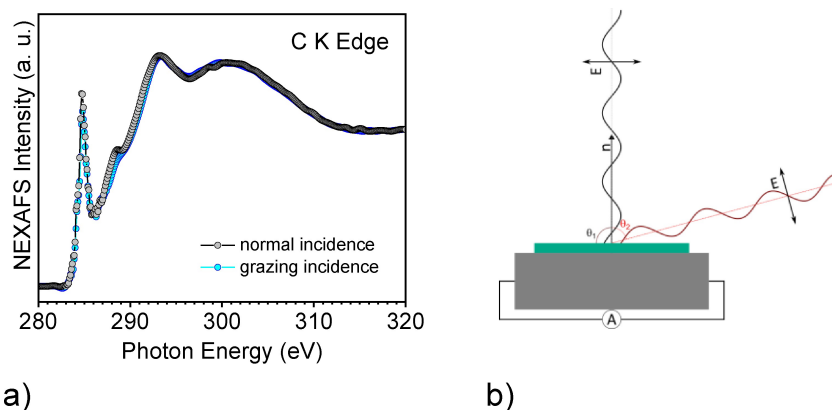 C K Edge
NEXAFS Intensity (a. u.)
normal incidence
grazing incidence
280 290 300 310 320
Photon Energy (eV)
a)
E
n
E
θ1
θ2
A
b)